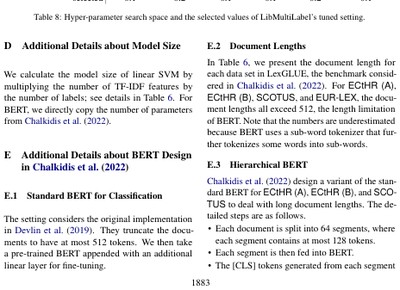 Table 8: Hyper-parameter search space and the selected values of LibMultiLabel's tuned setting.
D Additional Details about Model Size
We calculate the model size of linear SVM by
multiplying the number of TF-IDF features by
the number of labels; see details in Table 6. For
BERT, we directly copy the number of parameters
from Chalkidis et al. (2022).
E Additional Details about BERT Design
in Chalkidis et al. (2022)
E.1 Standard BERT for Classification
The setting considers the original implementation
in Devlin et al. (2019). They truncate the docu-
ments to have at most 512 tokens. We then take
a pre-trained BERT appended with an additional
linear layer for fine-tuning.
E.2 Document Lengths
In Table 6, we present the document length for
each data set in LexGLUE, the benchmark consid-
ered in Chalkidis et al. (2022). For ECtHR (A),
ECtHR (B), SCOTUS, and EUR-LEX, the docu-
ment lengths all exceed 512, the length limitation
of BERT. Note that the numbers are underestimated
because BERT uses a sub-word tokenizer that fur-
ther tokenizes some words into sub-words.
E.3 Hierarchical BERT
Chalkidis et al. (2022) design a variant of the stan-
dard BERT for ECtHR (A), ECtHR (B), and SCO-
TUS to deal with long document lengths. The de-
tailed steps are as follows.
• Each document is split into 64 segments, where
each segment contains at most 128 tokens.
• Each segment is then fed into BERT.
• The [CLS] tokens generated from each segment
1883